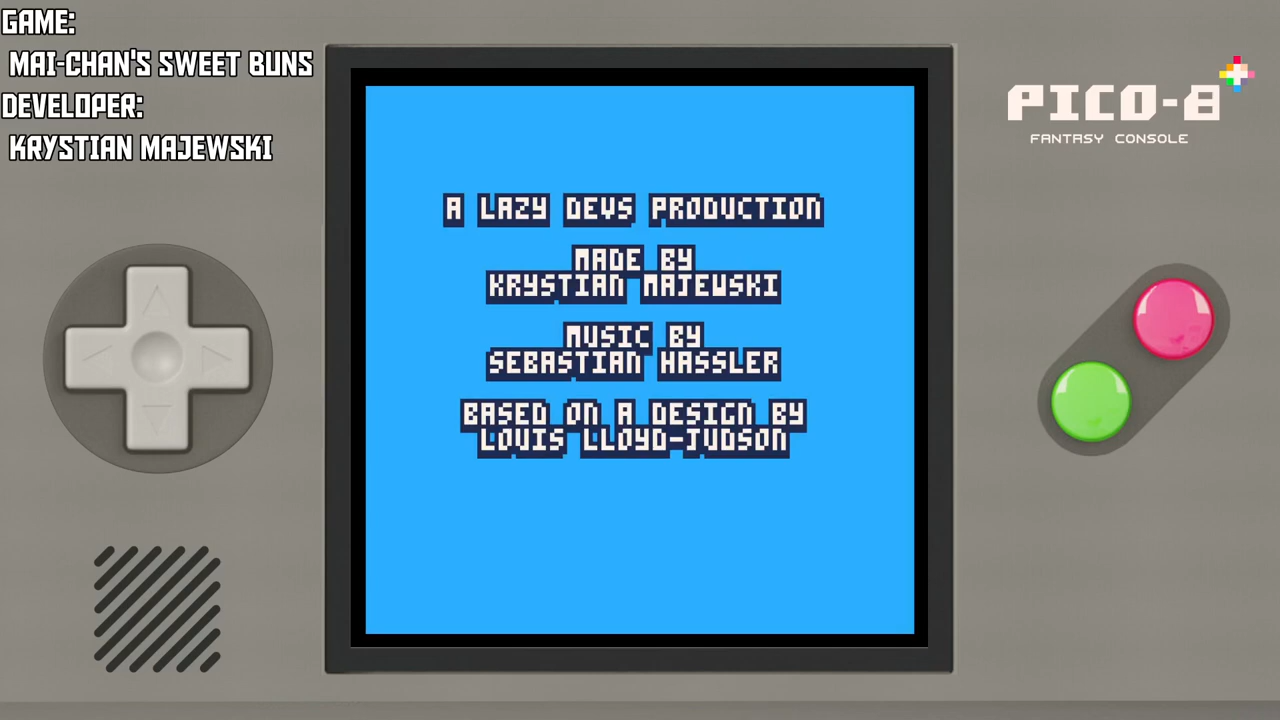 GAME:
MAI-CHAN'S SWEET BUNS
DEVELOPER:
KRYSTIAN MAJEWSKI
PICO-8
FANTASY CONSOLE
A LAZY DEVS PRODUCTION
MADE BY
KRYSTIAN MAJEWSKI
MUSIC BY
SEBASTIAN HASSLER
BASED ON A DESIGN BY
LOUIS LLOYD-JUDSON